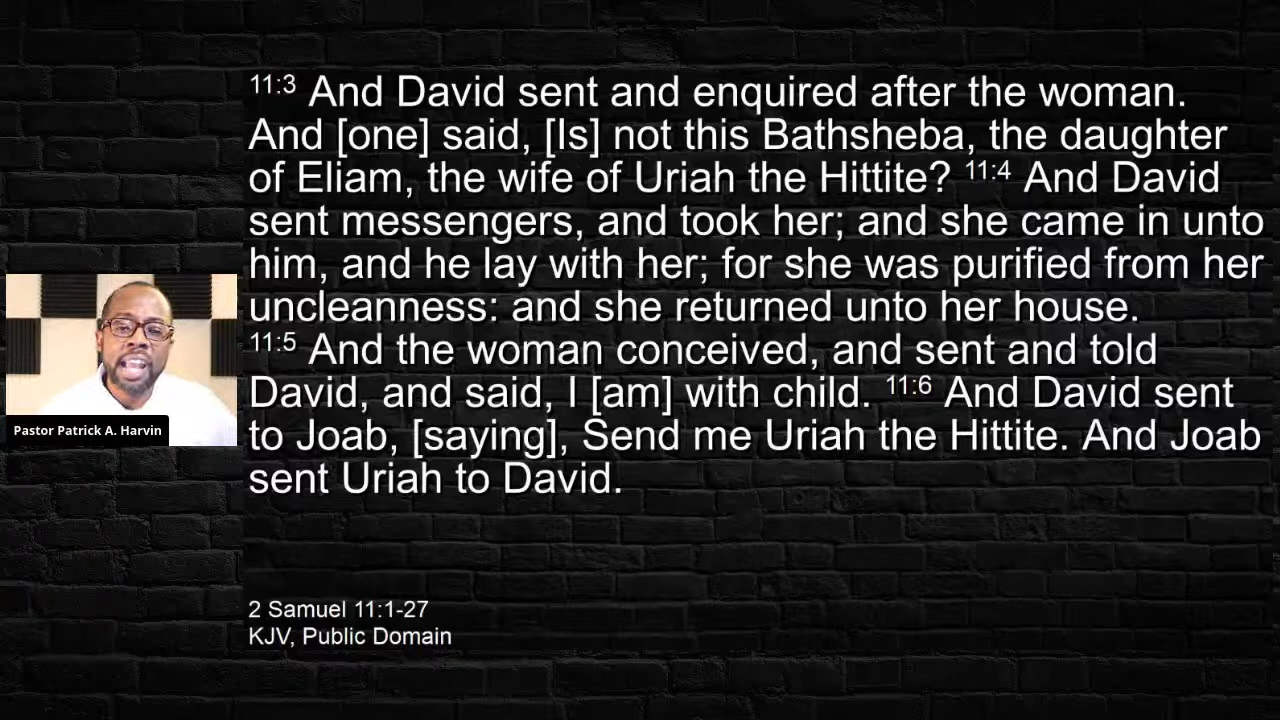 11:3 And David sent and enquired after the woman.
And [one] said, [Is] not this Bathsheba, the daughter
of Eliam, the wife of Uriah the Hittite? 11:4 And David
sent messengers, and took her; and she came in unto
him, and he lay with her; for she was purified from her
uncleanness: and she returned unto her house.
11:5 And the woman conceived, and sent and told
David, and said, I [am] with child. 11:6 And David sent
to Joab, [saying], Send me Uriah the Hittite. And Joab
sent Uriah to David.
Pastor Patrick A. Harvin
2 Samuel 11:1-27
KJV, Public Domain